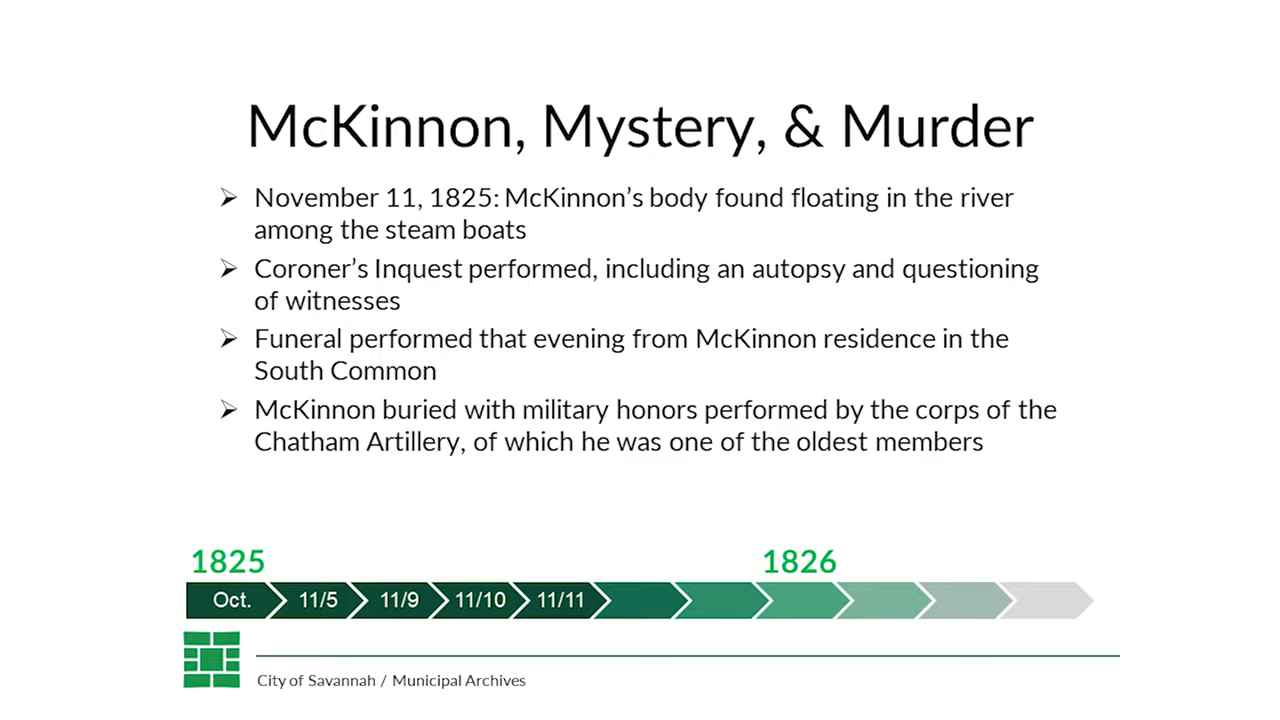 McKinnon, Mystery, & Murder
➢ November 11, 1825: McKinnon’s body found floating in the river
among the steam boats
➢ Coroner’s Inquest performed, including an autopsy and questioning
of witnesses
➢ Funeral performed that evening from McKinnon residence in the
South Common
➢ McKinnon buried with military honors performed by the corps of the
Chatham Artillery, of which he was one of the oldest members
1825 1826
Oct. 11/5 11/9 11/10 11/11
City of Savannah / Municipal Archives